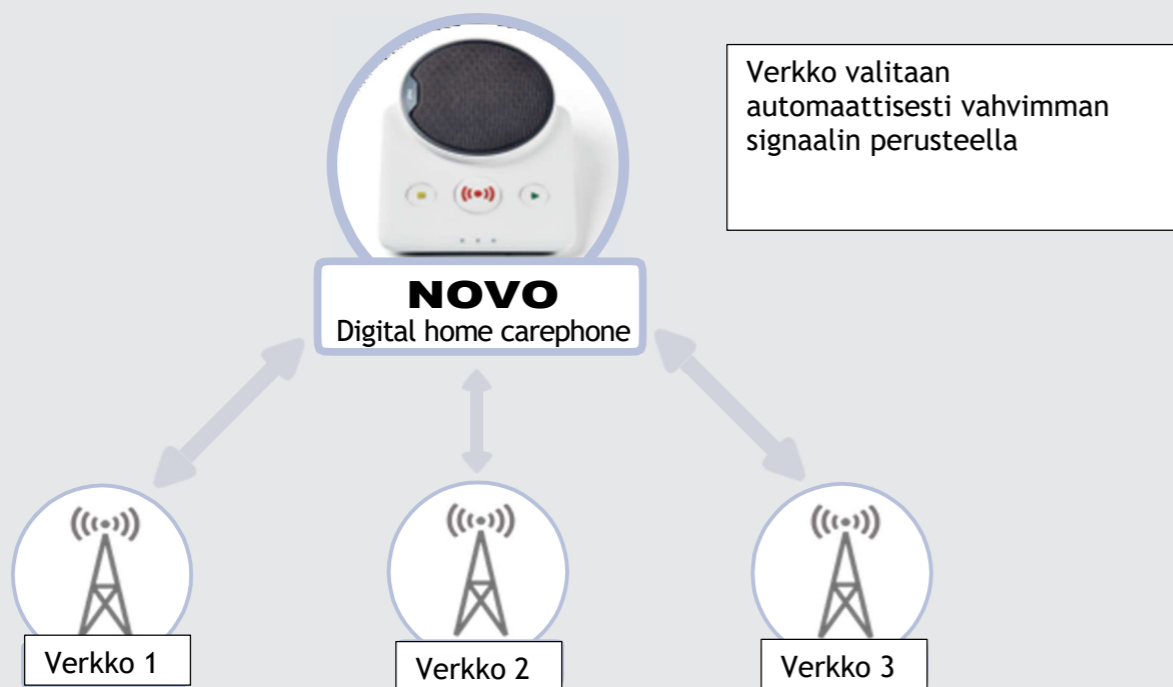 Verkko valitaan
automaattisesti vahvimman
signaalin perusteella
NOVO
Digital home carephone
Verkko 1
Verkko 2
Verkko 3